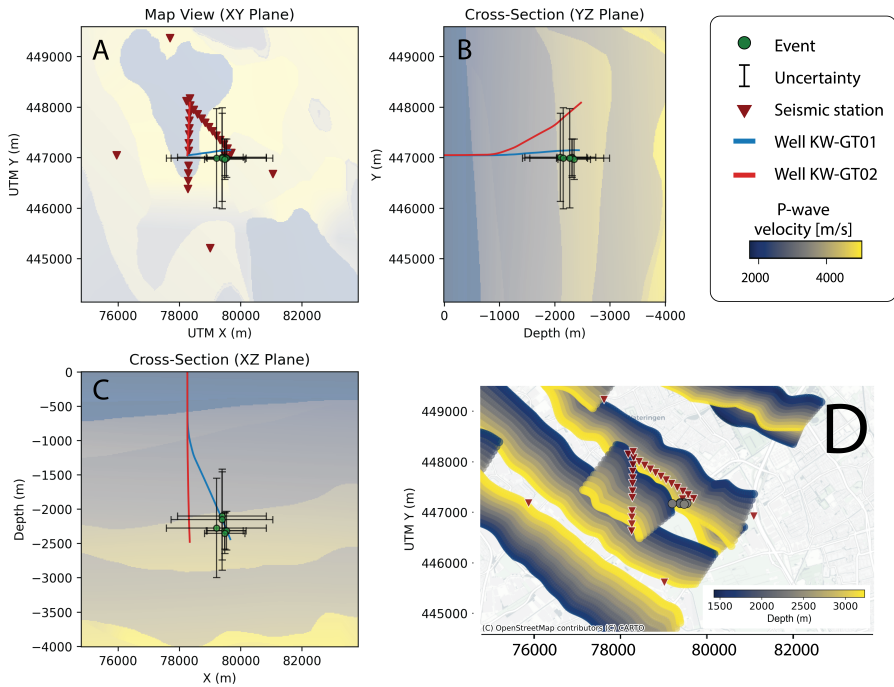 Map View (XY Plane)
A
449000
448000
447000
446000
445000
UTM Y (m)
76000
78000
80000
82000
UTM X (m)
Cross-Section (YZ Plane)
B
449000
448000
447000
446000
445000
Y (m)
0
−1000
−2000
−3000
−4000
Depth (m)
Event
Uncertainty
Seismic station
Well KW-GT01
Well KW-GT02
P-wave
velocity [m/s]
2000
4000
Cross-Section (XZ Plane)
C
0
−500
−1000
−1500
−2000
−2500
−3000
−3500
−4000
Depth (m)
76000
78000
80000
82000
X (m)
D
449000
448000
447000
446000
445000
UTM Y (m)
ateringen
1500
2000
2500
3000
Depth (m)
(C) OpenStreetMap contributors (C) CARTO
76000
78000
80000
82000